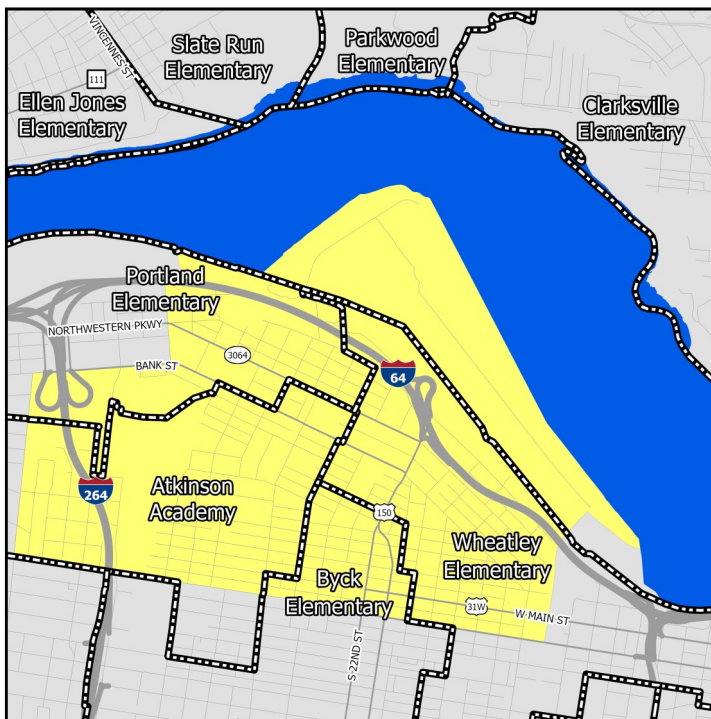 VINCENNES ST
Slate Run
Elementary
Parkwood
Elementary
111
Ellen Jones
Elementary
Clarksville
Elementary
Portland
Elementary
NORTHWESTERN PKWY
3064
BANK ST
64
264
Atkinson
Academy
150
Wheatley
Elementary
Byck
Elementary
31W
W MAIN ST
S 22ND ST